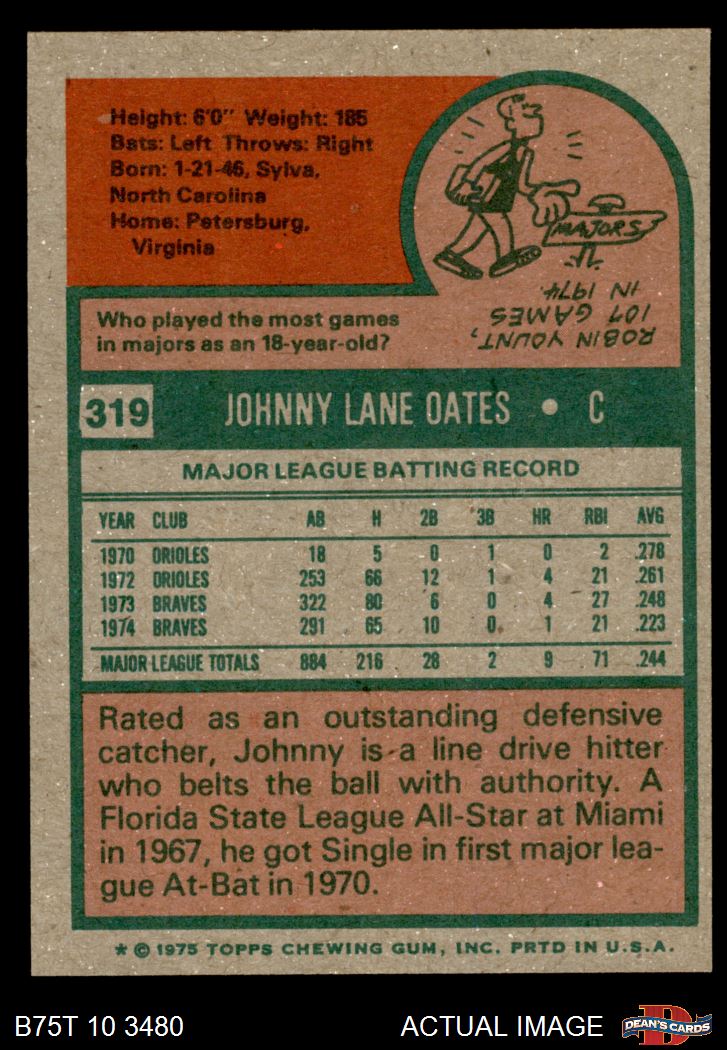 Height: 6'0" Weight: 185
Bats: Left Throws: Right
Born: 1-21-46, Sylva,
North Carolina
Home: Petersburg,
Virginia
MAJORS
ROBIN YOUNT,
107 GAMES
IN 1974.
Who played the most games
in majors as an 18-year-old?
319 JOHNNY LANE OATES • C
MAJOR LEAGUE BATTING RECORD
YEAR CLUB AB H 2B 3B HR RBI AVG
1970 ORIOLES 18 5 0 1 0 2 .278
1972 ORIOLES 253 66 12 1 4 21 .261
1973 BRAVES 322 80 6 0 4 27 .248
1974 BRAVES 291 65 10 0 1 21 .223
MAJOR LEAGUE TOTALS 884 216 28 2 9 71 .244
Rated as an outstanding defensive
catcher, Johnny is a line drive hitter
who belts the ball with authority. A
Florida State League All-Star at Miami
in 1967, he got Single in first major lea-
gue At-Bat in 1970.
* © 1975 TOPPS CHEWING GUM, INC. PRTD IN U.S.A.
B75T 10 3480 ACTUAL IMAGE D DEAN'S CARDS